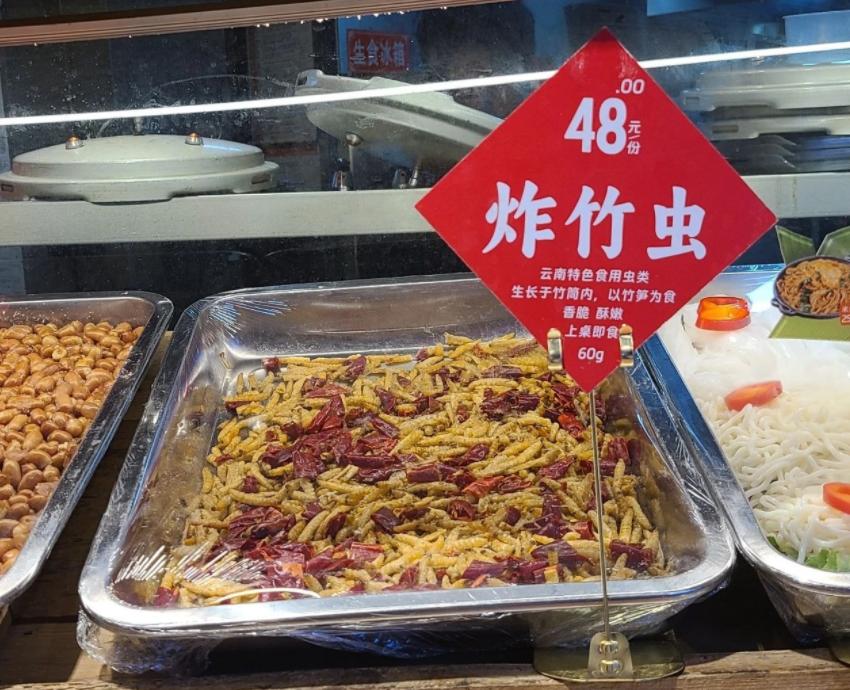 生食冰箱
.00
48元/份
炸竹虫
云南特色食用虫类
生长于竹筒内，以竹笋为食
香脆 酥嫩
上桌即食
60g